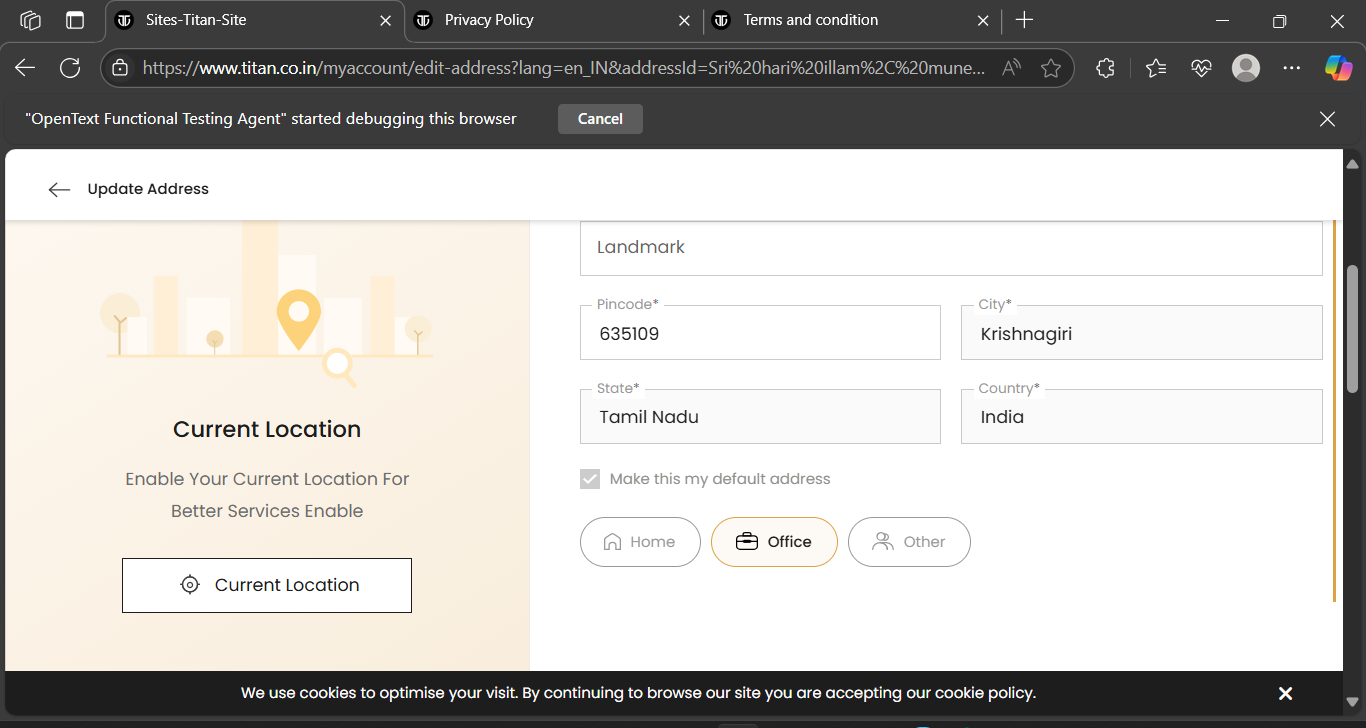 Sites-Titan-Site
Privacy Policy
Terms and condition
https://www.titan.co.in/myaccount/edit-address?lang=en_IN&addressId=Sri%20hari%20illam%2C%20mune...
"OpenText Functional Testing Agent" started debugging this browser
Cancel
Update Address
Current Location
Enable Your Current Location For
Better Services Enable
Current Location
Landmark
Pincode*
635109
City*
Krishnagiri
State*
Tamil Nadu
Country*
India
Make this my default address
Home
Office
Other
We use cookies to optimise your visit. By continuing to browse our site you are accepting our cookie policy.